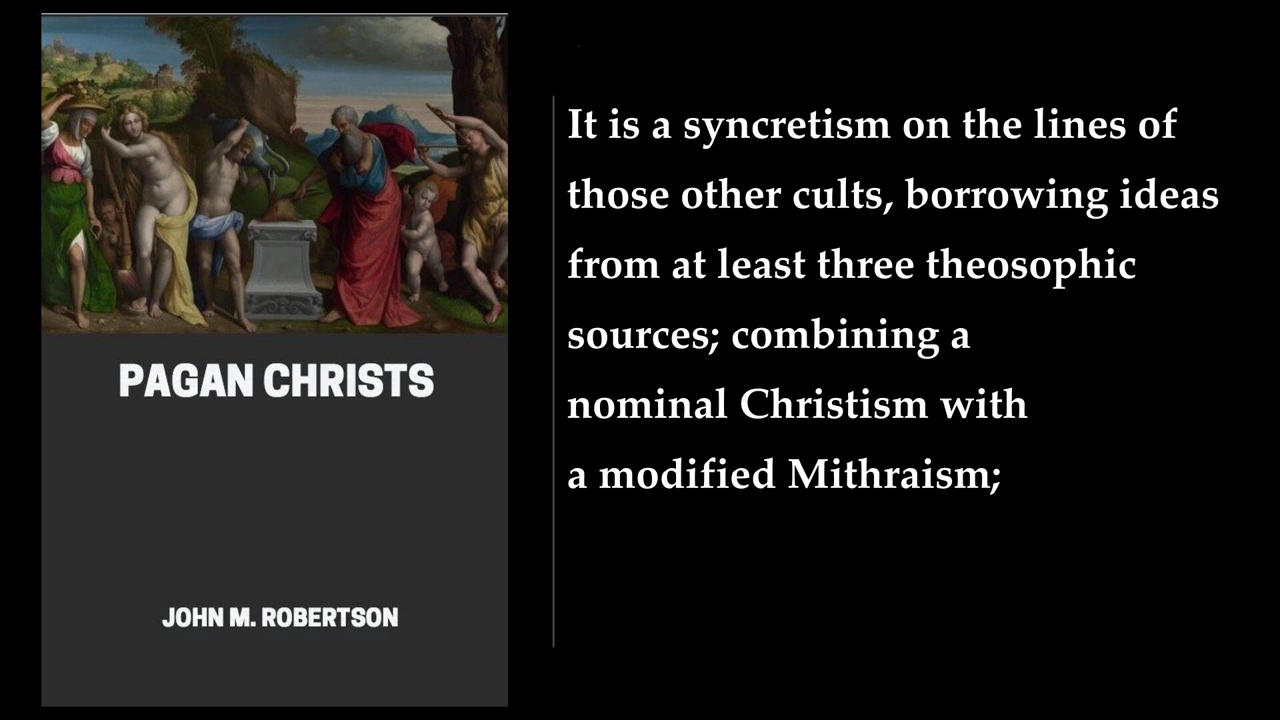 PAGAN CHRISTS
JOHN M. ROBERTSON
It is a syncretism on the lines of
those other cults, borrowing ideas
from at least three theosophic
sources; combining a
nominal Christism with
a modified Mithraism;